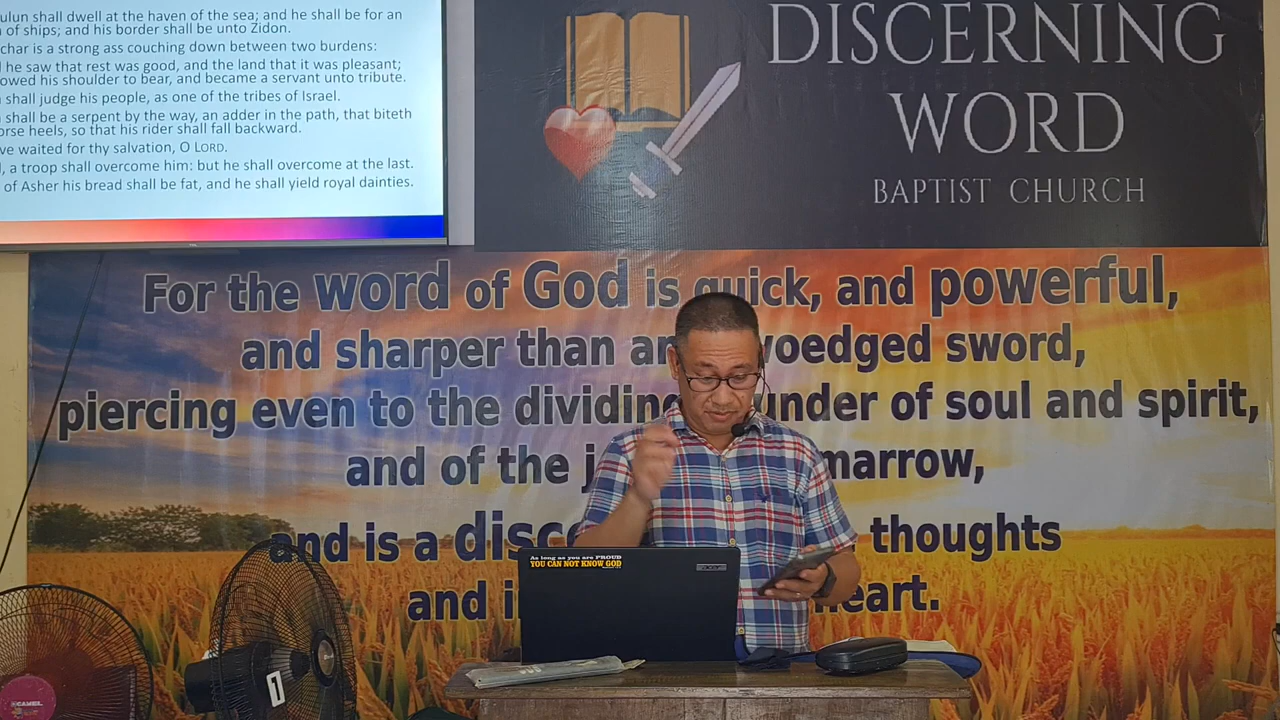 ulun shall dwell at the haven of the sea; and he shall be for an
of ships; and his border shall be unto Zidon.
char is a strong ass couching down between two burdens:
he saw that rest was good, and the land that it was pleasant;
owed his shoulder to bear, and became a servant unto tribute.
shall judge his people, as one of the tribes of Israel.
shall be a serpent by the way, an adder in the path, that biteth
orse heels, so that his rider shall fall backward.
ve waited for thy salvation, O LORD.
, a troop shall overcome him: but he shall overcome at the last.
of Asher his bread shall be fat, and he shall yield royal dainties.
TCL
DISCERNING
WORD
BAPTIST CHURCH
For the word of God is quick, and powerful,
and sharper than an woedged sword,
piercing even to the dividing under of soul and spirit,
and of the j marrow,
and is a disce thoughts
and i heart.
As long as you are PROUD
YOU CAN NOT KNOW GOD
1
CAMEL